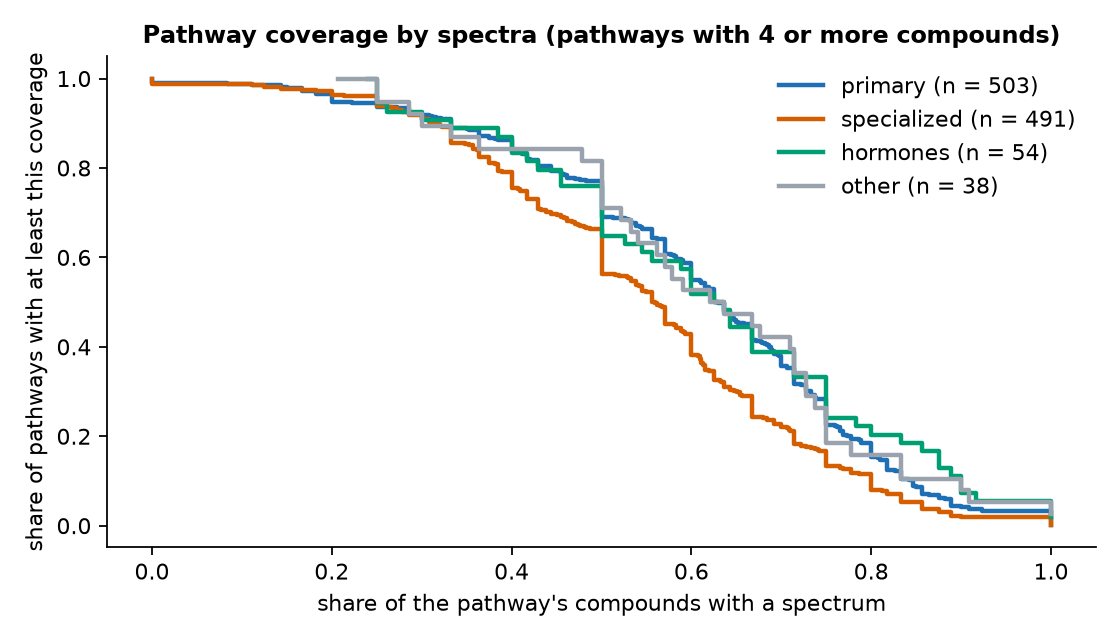 Pathway coverage by spectra (pathways with 4 or more compounds)
share of pathways with at least this coverage
1.0
0.8
0.6
0.4
0.2
0.0
primary (n = 503)
specialized (n = 491)
hormones (n = 54)
other (n = 38)
0.0 0.2 0.4 0.6 0.8 1.0
share of the pathway's compounds with a spectrum